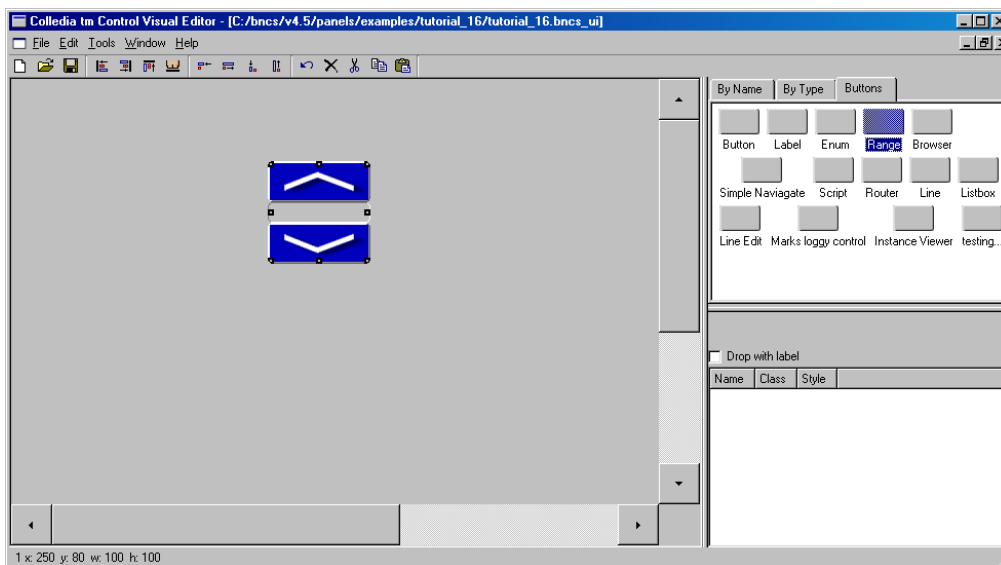 Colledia tm Control Visual Editor - [C:/bncs/v4.5/panels/examples/tutorial_16/tutorial_16.bncs_ui]
File Edit Tools Window Help
By Name By Type Buttons
Button Label Enum Range Browser
Simple Naviagate Script Router Line Listbox
Line Edit Marks loggy control Instance Viewer testing...
Drop with label
Name Class Style
1 x: 250 y: 80 w: 100 h: 100